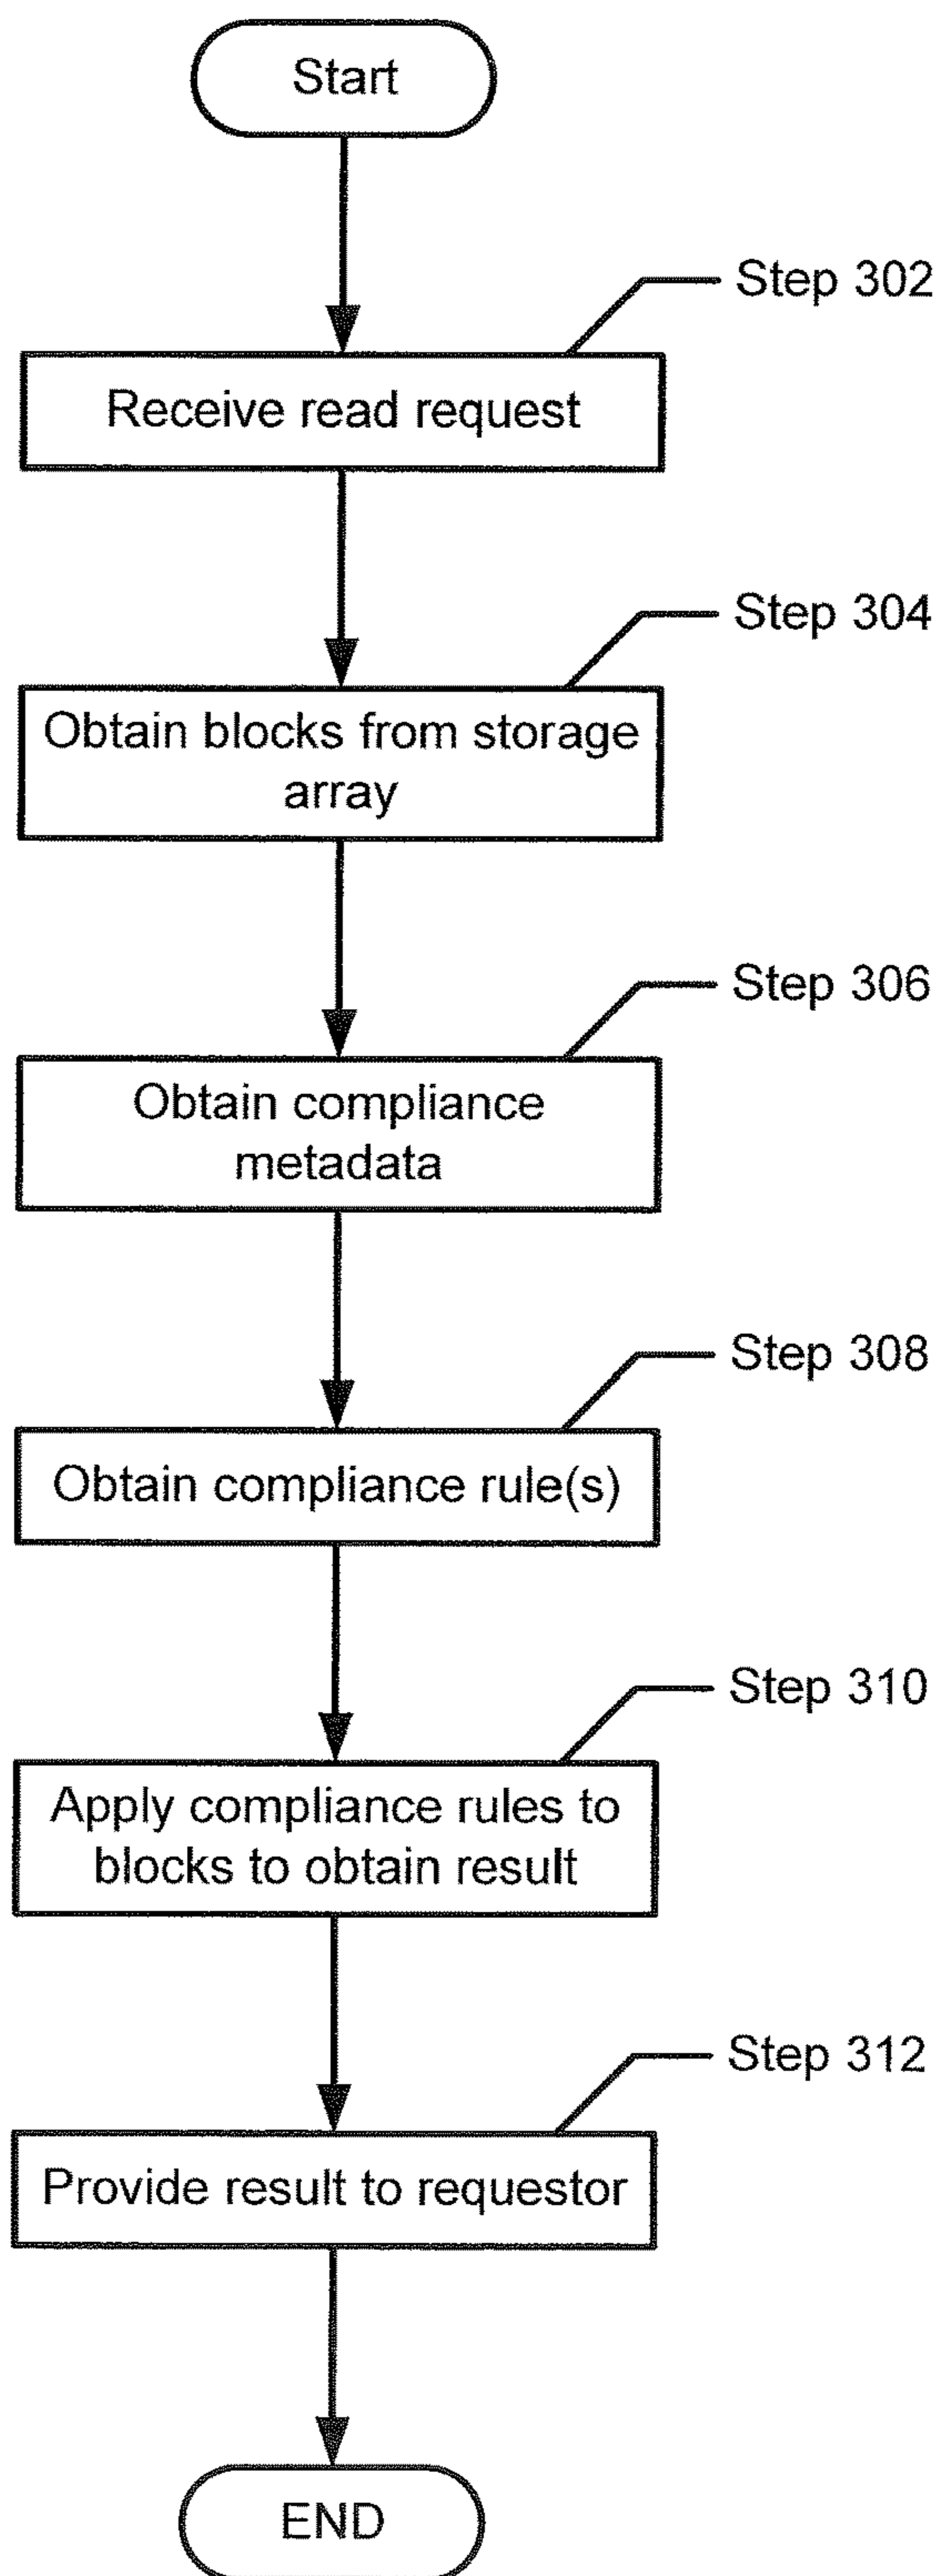 Start
Step 302
Receive read request
Step 304
Obtain blocks from storage
array
Step 306
Obtain compliance
metadata
Step 308
Obtain compliance rule(s)
Step 310
Apply compliance rules to
blocks to obtain result
Step 312
Provide result to requestor
END